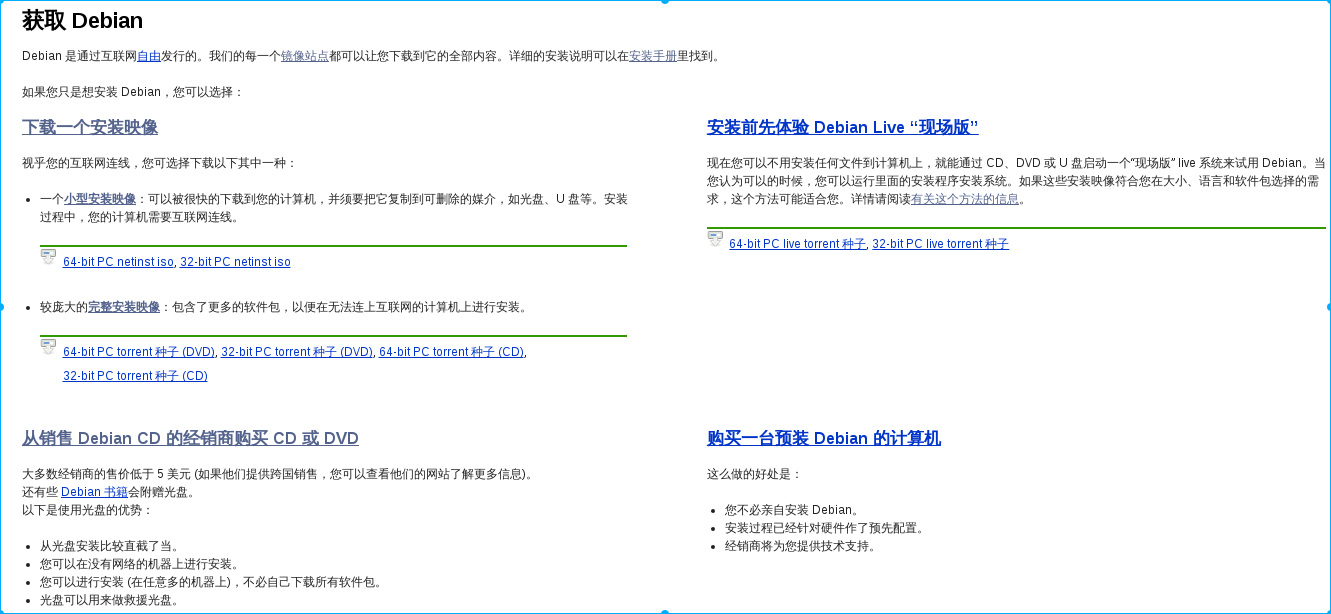 获取 Debian
Debian 是通过互联网自由发行的。我们的每一个镜像站点都可以让您下载到它的全部内容。详细的安装说明可以在安装手册里找到。
如果您只是想安装 Debian，您可以选择：
下载一个安装映像
视乎您的互联网连线，您可选择下载以下其中一种：
一个小型安装映像：可以被很快的下载到您的计算机，并须要把它复制到可删除的媒介，如光盘、U 盘等。安装
过程中，您的计算机需要互联网连线。
64-bit PC netinst iso, 32-bit PC netinst iso
较庞大的完整安装映像：包含了更多的软件包，以便在无法连上互联网的计算机上进行安装。
64-bit PC torrent 种子 (DVD), 32-bit PC torrent 种子 (DVD), 64-bit PC torrent 种子 (CD),
32-bit PC torrent 种子 (CD)
安装前先体验 Debian Live “现场版”
现在您可以不用安装任何文件到计算机上，就能通过 CD、DVD 或 U 盘启动一个“现场版” live 系统来试用 Debian。当
您认为可以的时候，您可以运行里面的安装程序安装系统。如果这些安装映像符合您在大小、语言和软件包选择的需
求，这个方法可能适合您。详情请阅读有关这个方法的信息。
64-bit PC live torrent 种子, 32-bit PC live torrent 种子
从销售 Debian CD 的经销商购买 CD 或 DVD
大多数经销商的售价低于 5 美元 (如果他们提供跨国销售，您可以查看他们的网站了解更多信息)。
还有些 Debian 书籍会附赠光盘。
以下是使用光盘的优势：
从光盘安装比较直截了当。
您可以在没有网络的机器上进行安装。
您可以进行安装 (在任意多的机器上)，不必自己下载所有软件包。
光盘可以用来做救援光盘。
购买一台预装 Debian 的计算机
这么做的好处是：
您不必亲自安装 Debian。
安装过程已经针对硬件作了预先配置。
经销商将为您提供技术支持。